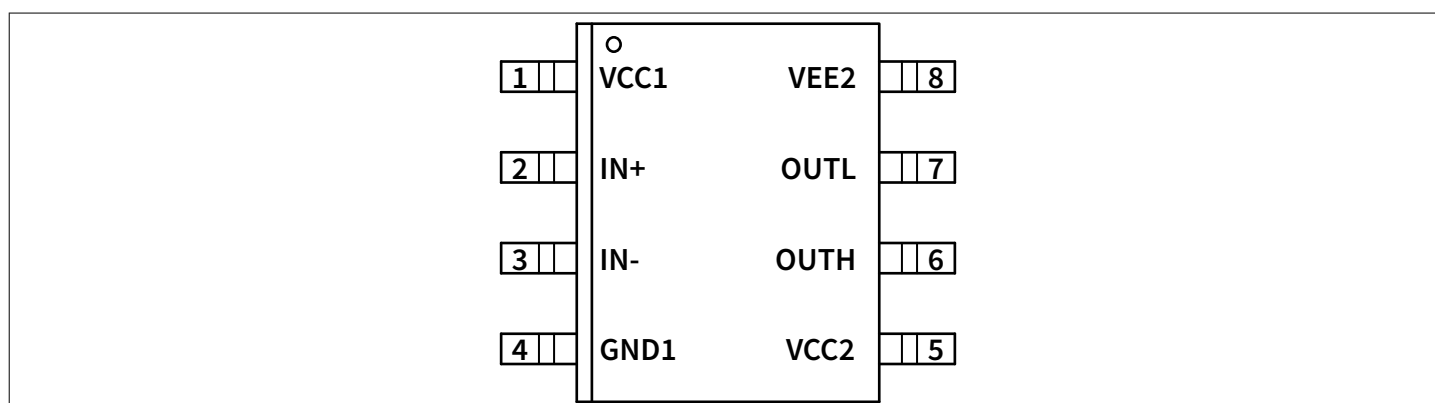 1 VCC1 VEE2 8
2 IN+ OUTL 7
3 IN- OUTH 6
4 GND1 VCC2 5